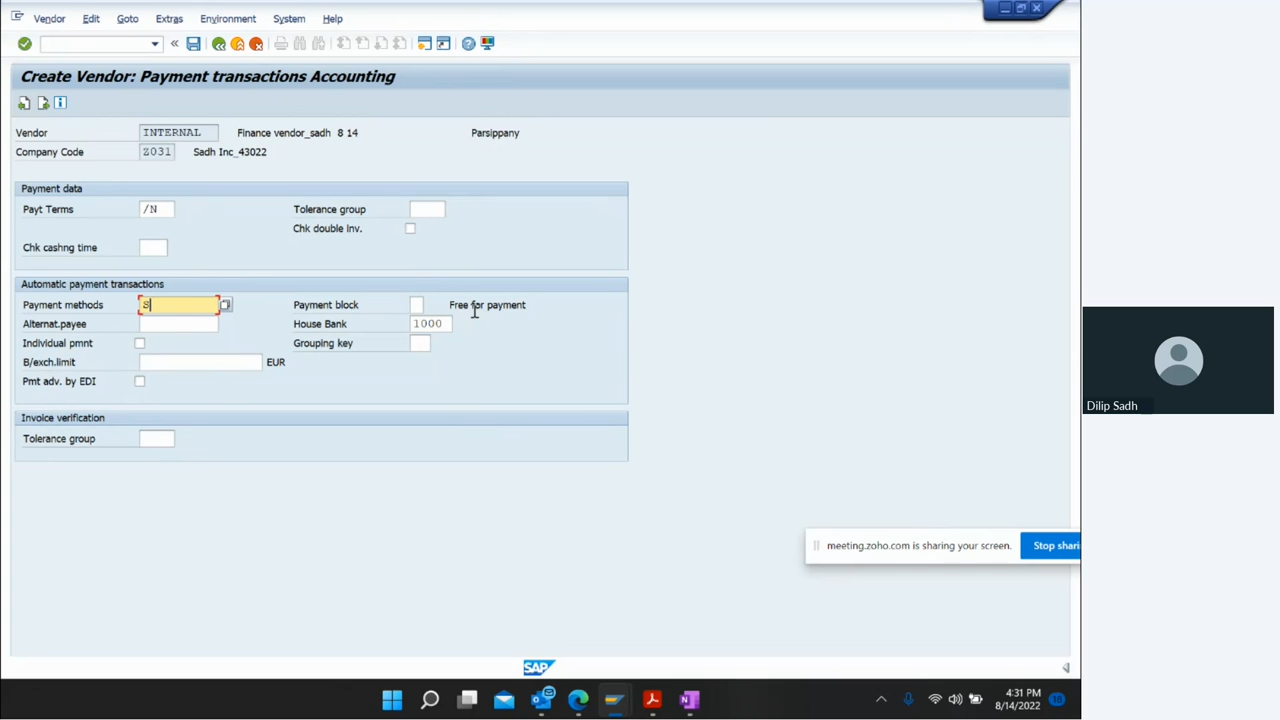 Vendor Edit Goto Extras Environment System Help
Create Vendor: Payment transactions Accounting
Vendor INTERNAL Finance vendor_sadh 8 14 Parsippany
Company Code Z031 Sadh Inc_43022
Payment data
Payt Terms /N Tolerance group
Chk double inv.
Chk cashng time
Automatic payment transactions
Payment methods S Payment block Free for payment
Alternat.payee House Bank 1000
Individual pmnt Grouping key
B/exch.limit EUR
Pmt adv. by EDI
Dilip Sadh
Invoice verification
Tolerance group
meeting.zoho.com is sharing your screen. Stop shari
SAP
4:31 PM
8/14/2022